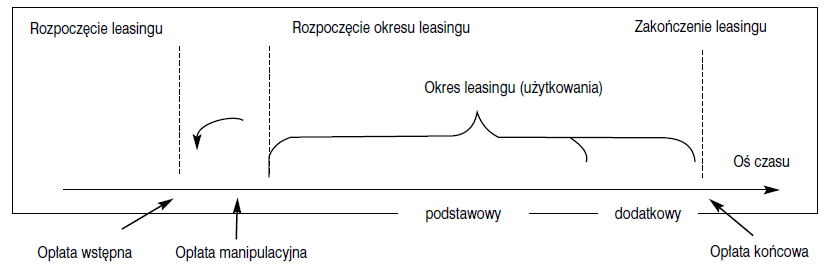 Rozpoczęcie leasingu
Rozpoczęcie okresu leasingu
Zakończenie leasingu
Okres leasingu (użytkowania)
Oś czasu
podstawowy
dodatkowy
Opłata wstępna
Opłata manipulacyjna
Opłata końcowa